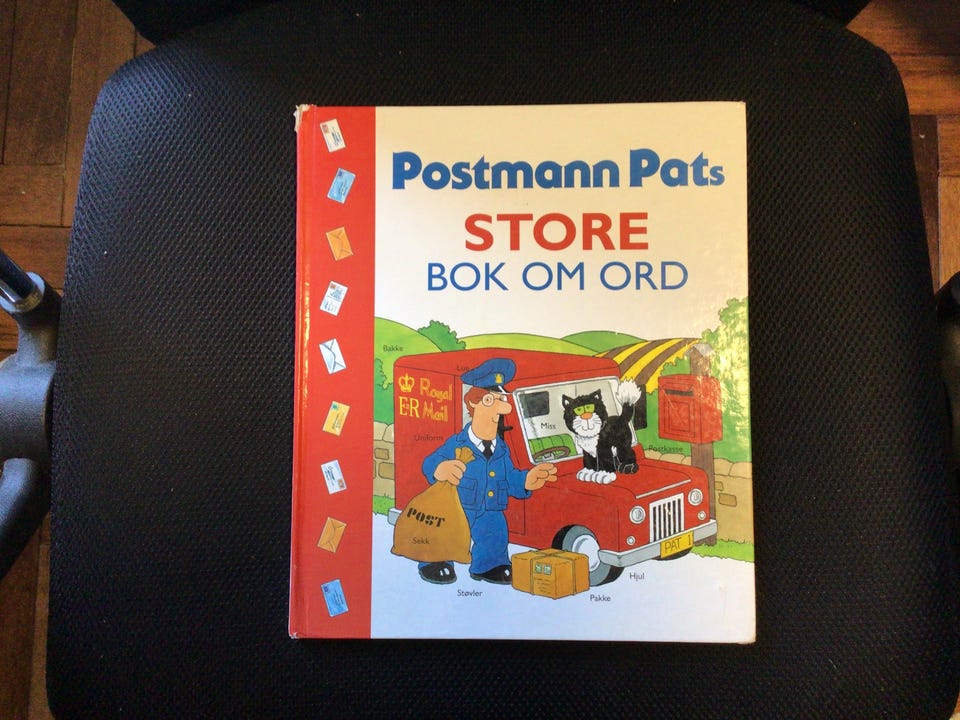 Postmann Pats
STORE
BOK OM ORD
Bakke
Lue
Royal
E R Mail
Miss
Uniform
Postkasse
POST
Sekk
PAT 1
Hjul
Støvler
Pakke